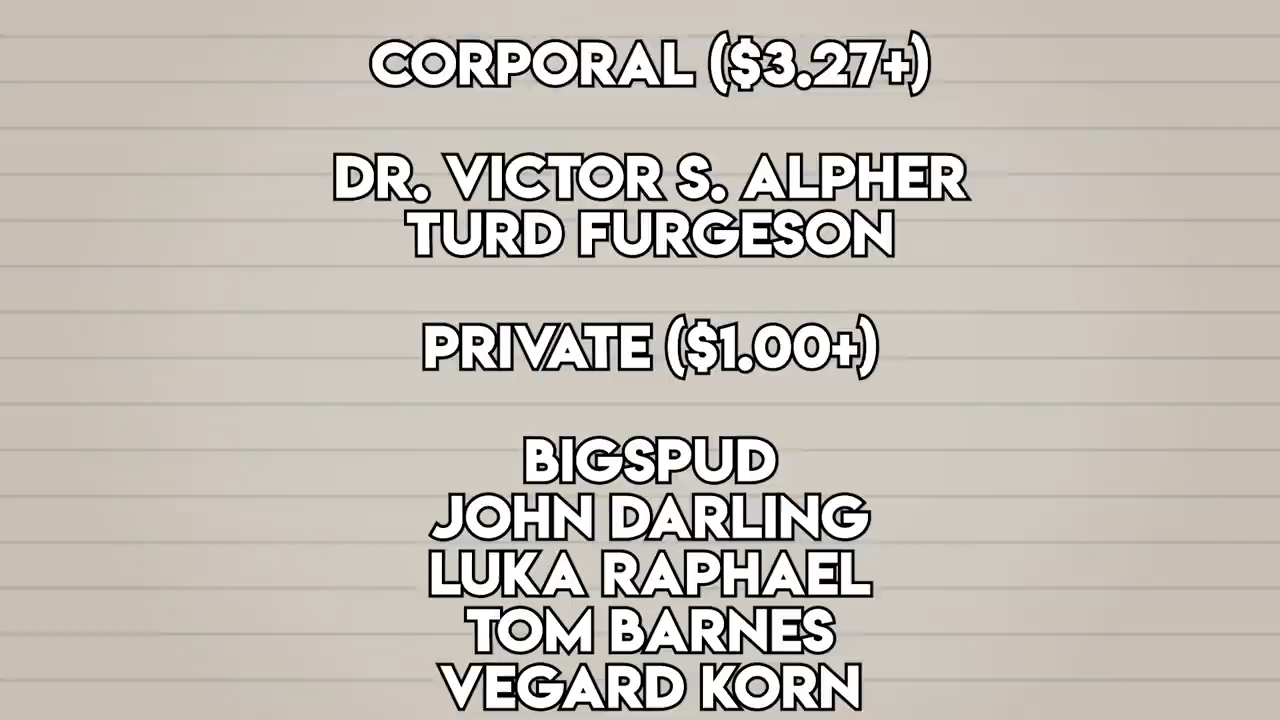 CORPORAL ($3.27+)
DR. VICTOR S. ALPHER
TURD FURGESON
PRIVATE ($1.00+)
BIGSPUD
JOHN DARLING
LUKA RAPHAEL
TOM BARNES
VEGARD KORN